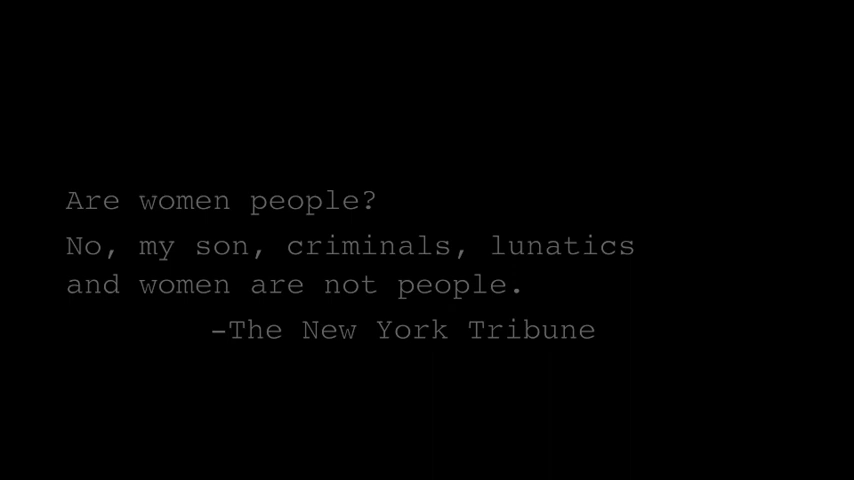 Are women people?
No, my son, criminals, lunatics
and women are not people.
-The New York Tribune